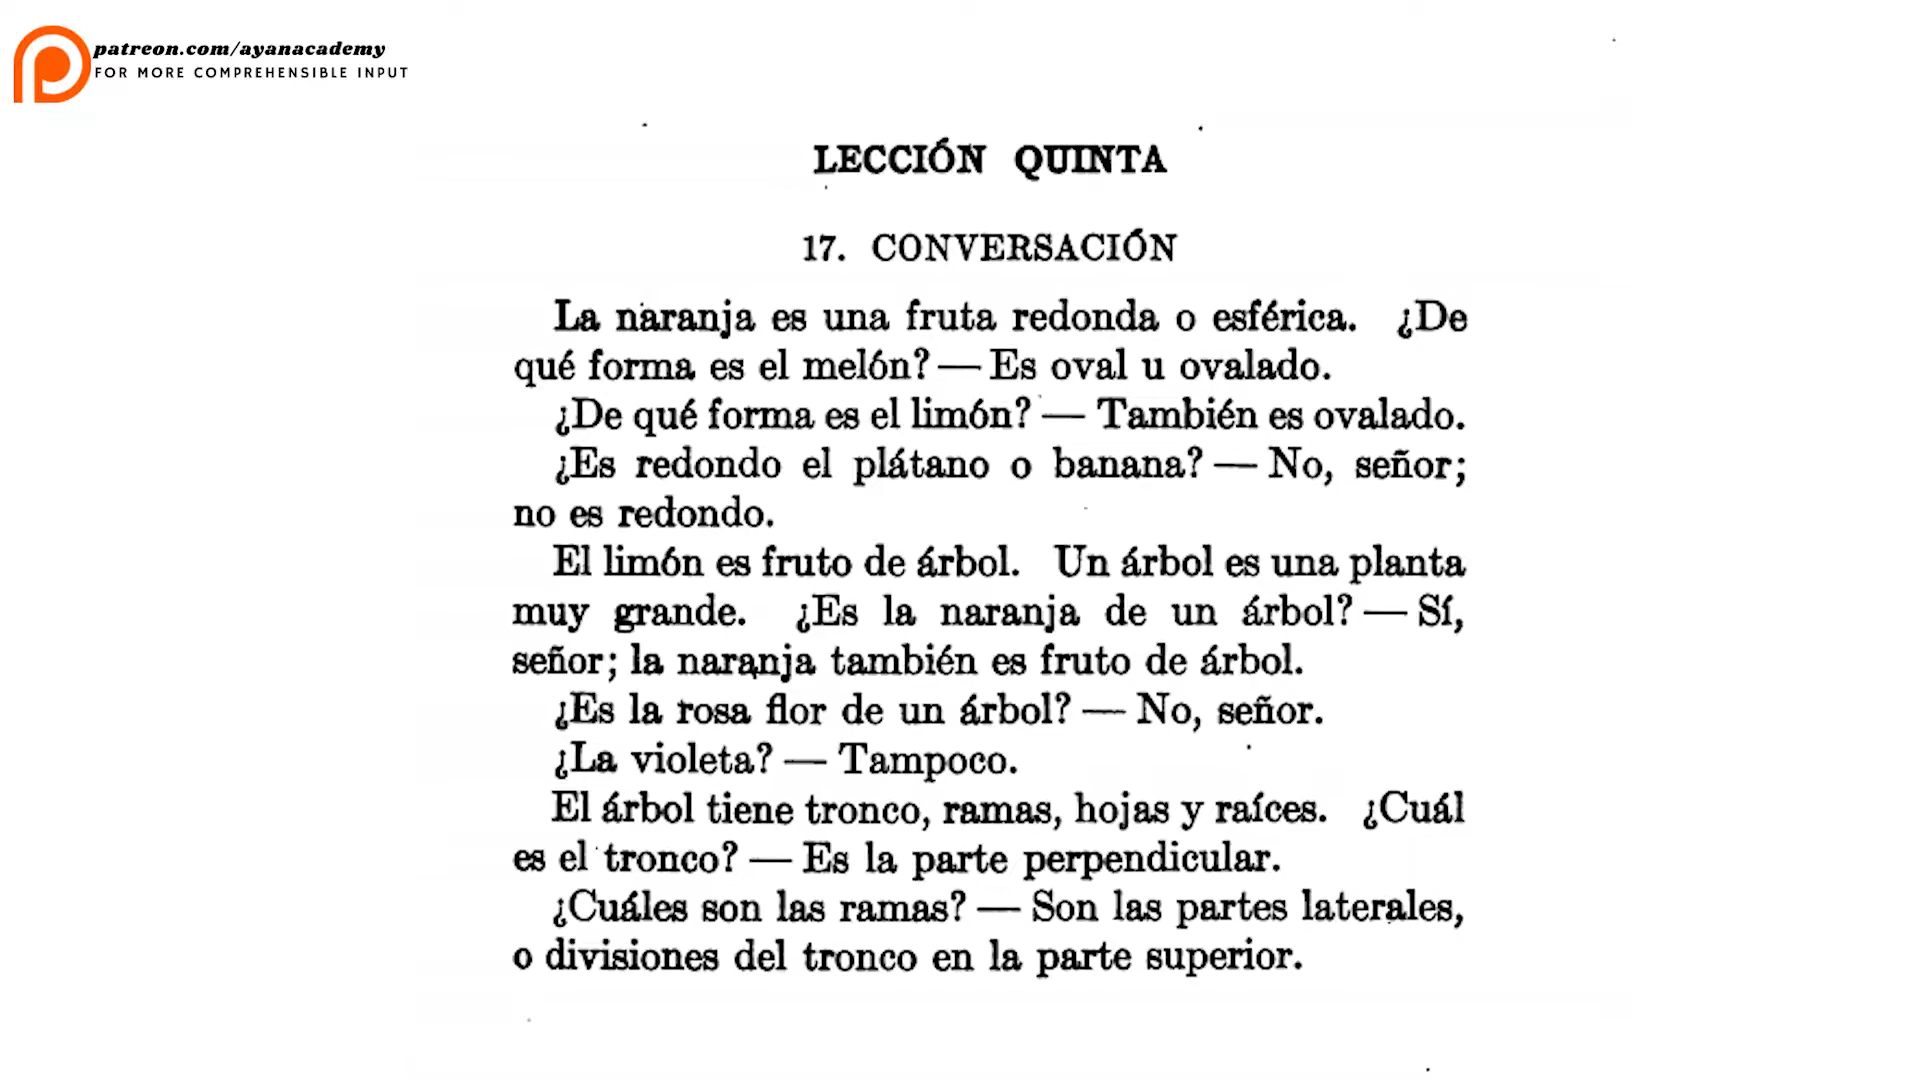 patreon.com/ayanacademy
FOR MORE COMPREHENSIBLE INPUT
LECCIÓN QUINTA
17. CONVERSACIÓN
La naranja es una fruta redonda o esférica. ¿De
qué forma es el melón? — Es oval u ovalado.
¿De qué forma es el limón? — También es ovalado.
¿Es redondo el plátano o banana? — No, señor;
no es redondo.
El limón es fruto de árbol. Un árbol es una planta
muy grande. ¿Es la naranja de un árbol? — Sí,
señor; la naranja también es fruto de árbol.
¿Es la rosa flor de un árbol? — No, señor.
¿La violeta? — Tampoco.
El árbol tiene tronco, ramas, hojas y raíces. ¿Cuál
es el tronco? — Es la parte perpendicular.
¿Cuáles son las ramas? — Son las partes laterales,
o divisiones del tronco en la parte superior.